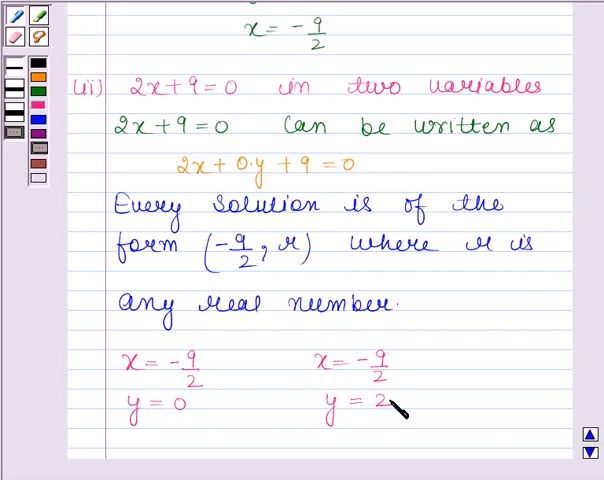 x = -9/2
(ii) 2x+9=0 in two variables
2x+9=0 can be written as
2x+0.y+9=0
Every solution is of the
form (-9/2, r) where r is
any real number.
x = -9/2 x = -9/2
y = 0 y = 2